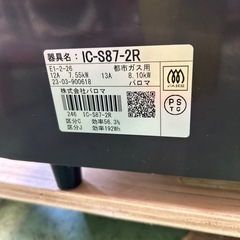 器具名: IC-S87-2R
E1-2-26 都市ガス用
12A 7.55kW 13A 8.10kW
23・03-900618 パロマ
株式会社パロマ
246 IC-S87-2R
区分C 効率56.3%
区分J 効率192Wh
JHIA
PS
TG